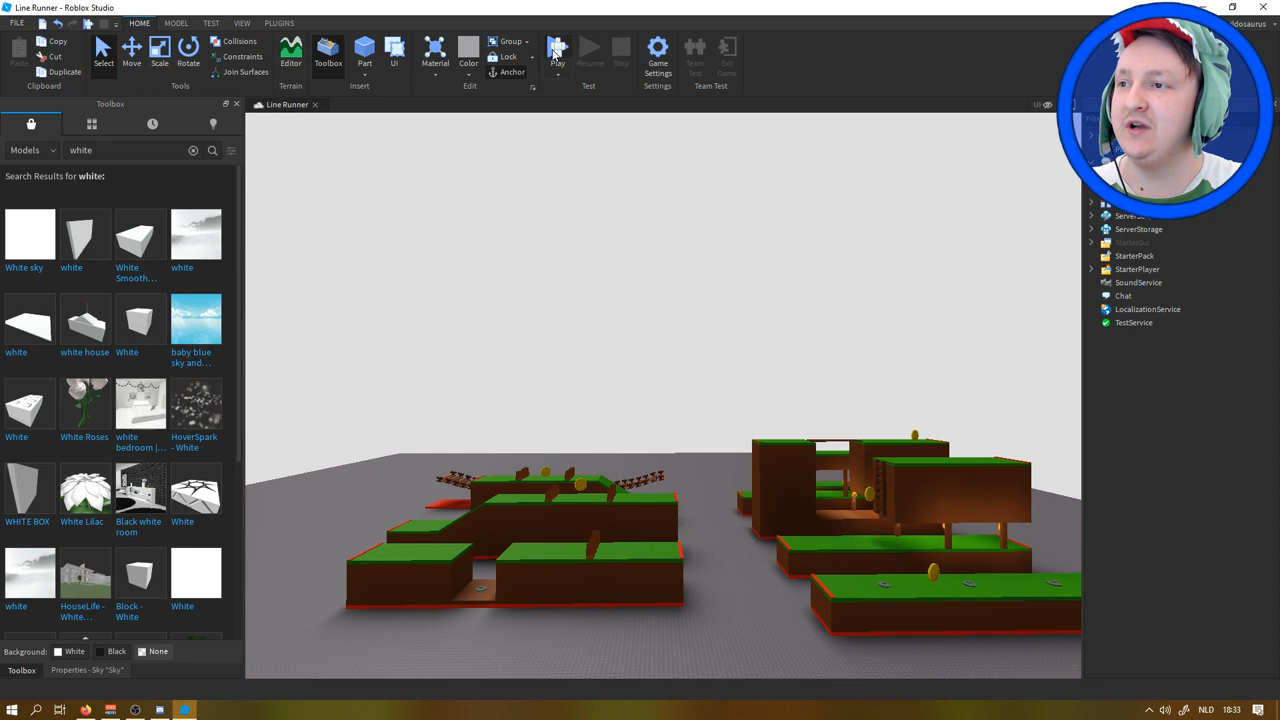 Line Runner - Roblox Studio
FILE
HOME
MODEL
TEST
VIEW
PLUGINS
Paste
Copy
Cut
Duplicate
Clipboard
Select
Move
Scale
Rotate
Collisions
Constraints
Join Surfaces
Tools
Editor
Terrain
Toolbox
Part
UI
Insert
Material
Color
Group
Lock
Anchor
Edit
Play
Resume
Stop
Test
Game
Settings
Settings
Team
Test
Exit
Game
Team Test
Toolbox
Line Runner
UI
Models
white
Search Results for white:
White sky
white
White
Smooth…
white
white
white house
White
baby blue
sky and…
White
White Roses
white
bedroom |…
HoverSpark
- White
WHITE BOX
White Lilac
Black white
room
White
white
HouseLife -
White…
Block -
White
White
Background:
White
Black
None
Toolbox
Properties - Sky "Sky"
ServerStorage
StarterGui
StarterPack
StarterPlayer
SoundService
Chat
LocalizationService
TestService
NLD
18:33